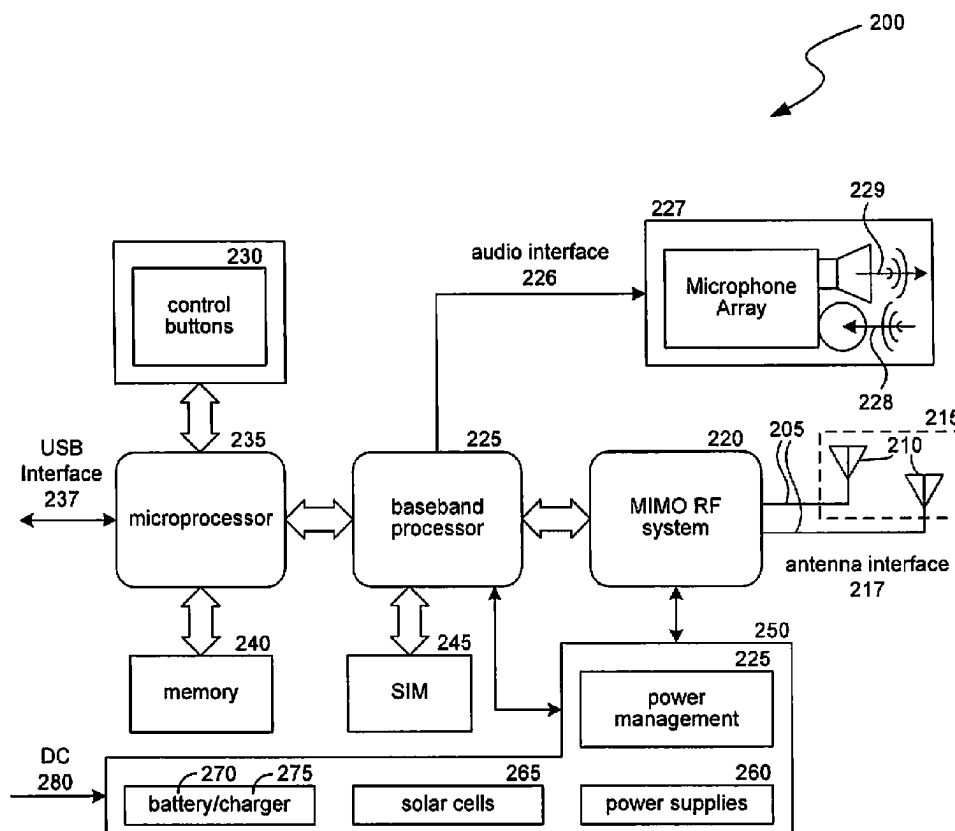 200
229
227
audio interface
226
Microphone
Array
228
230
control
buttons
USB
Interface
237
235
microprocessor
225
baseband
processor
220
MIMO RF
system
205
210
215
antenna interface
217
240
memory
245
SIM
250
225
power
management
DC
280
270
275
battery/charger
265
solar cells
260
power supplies